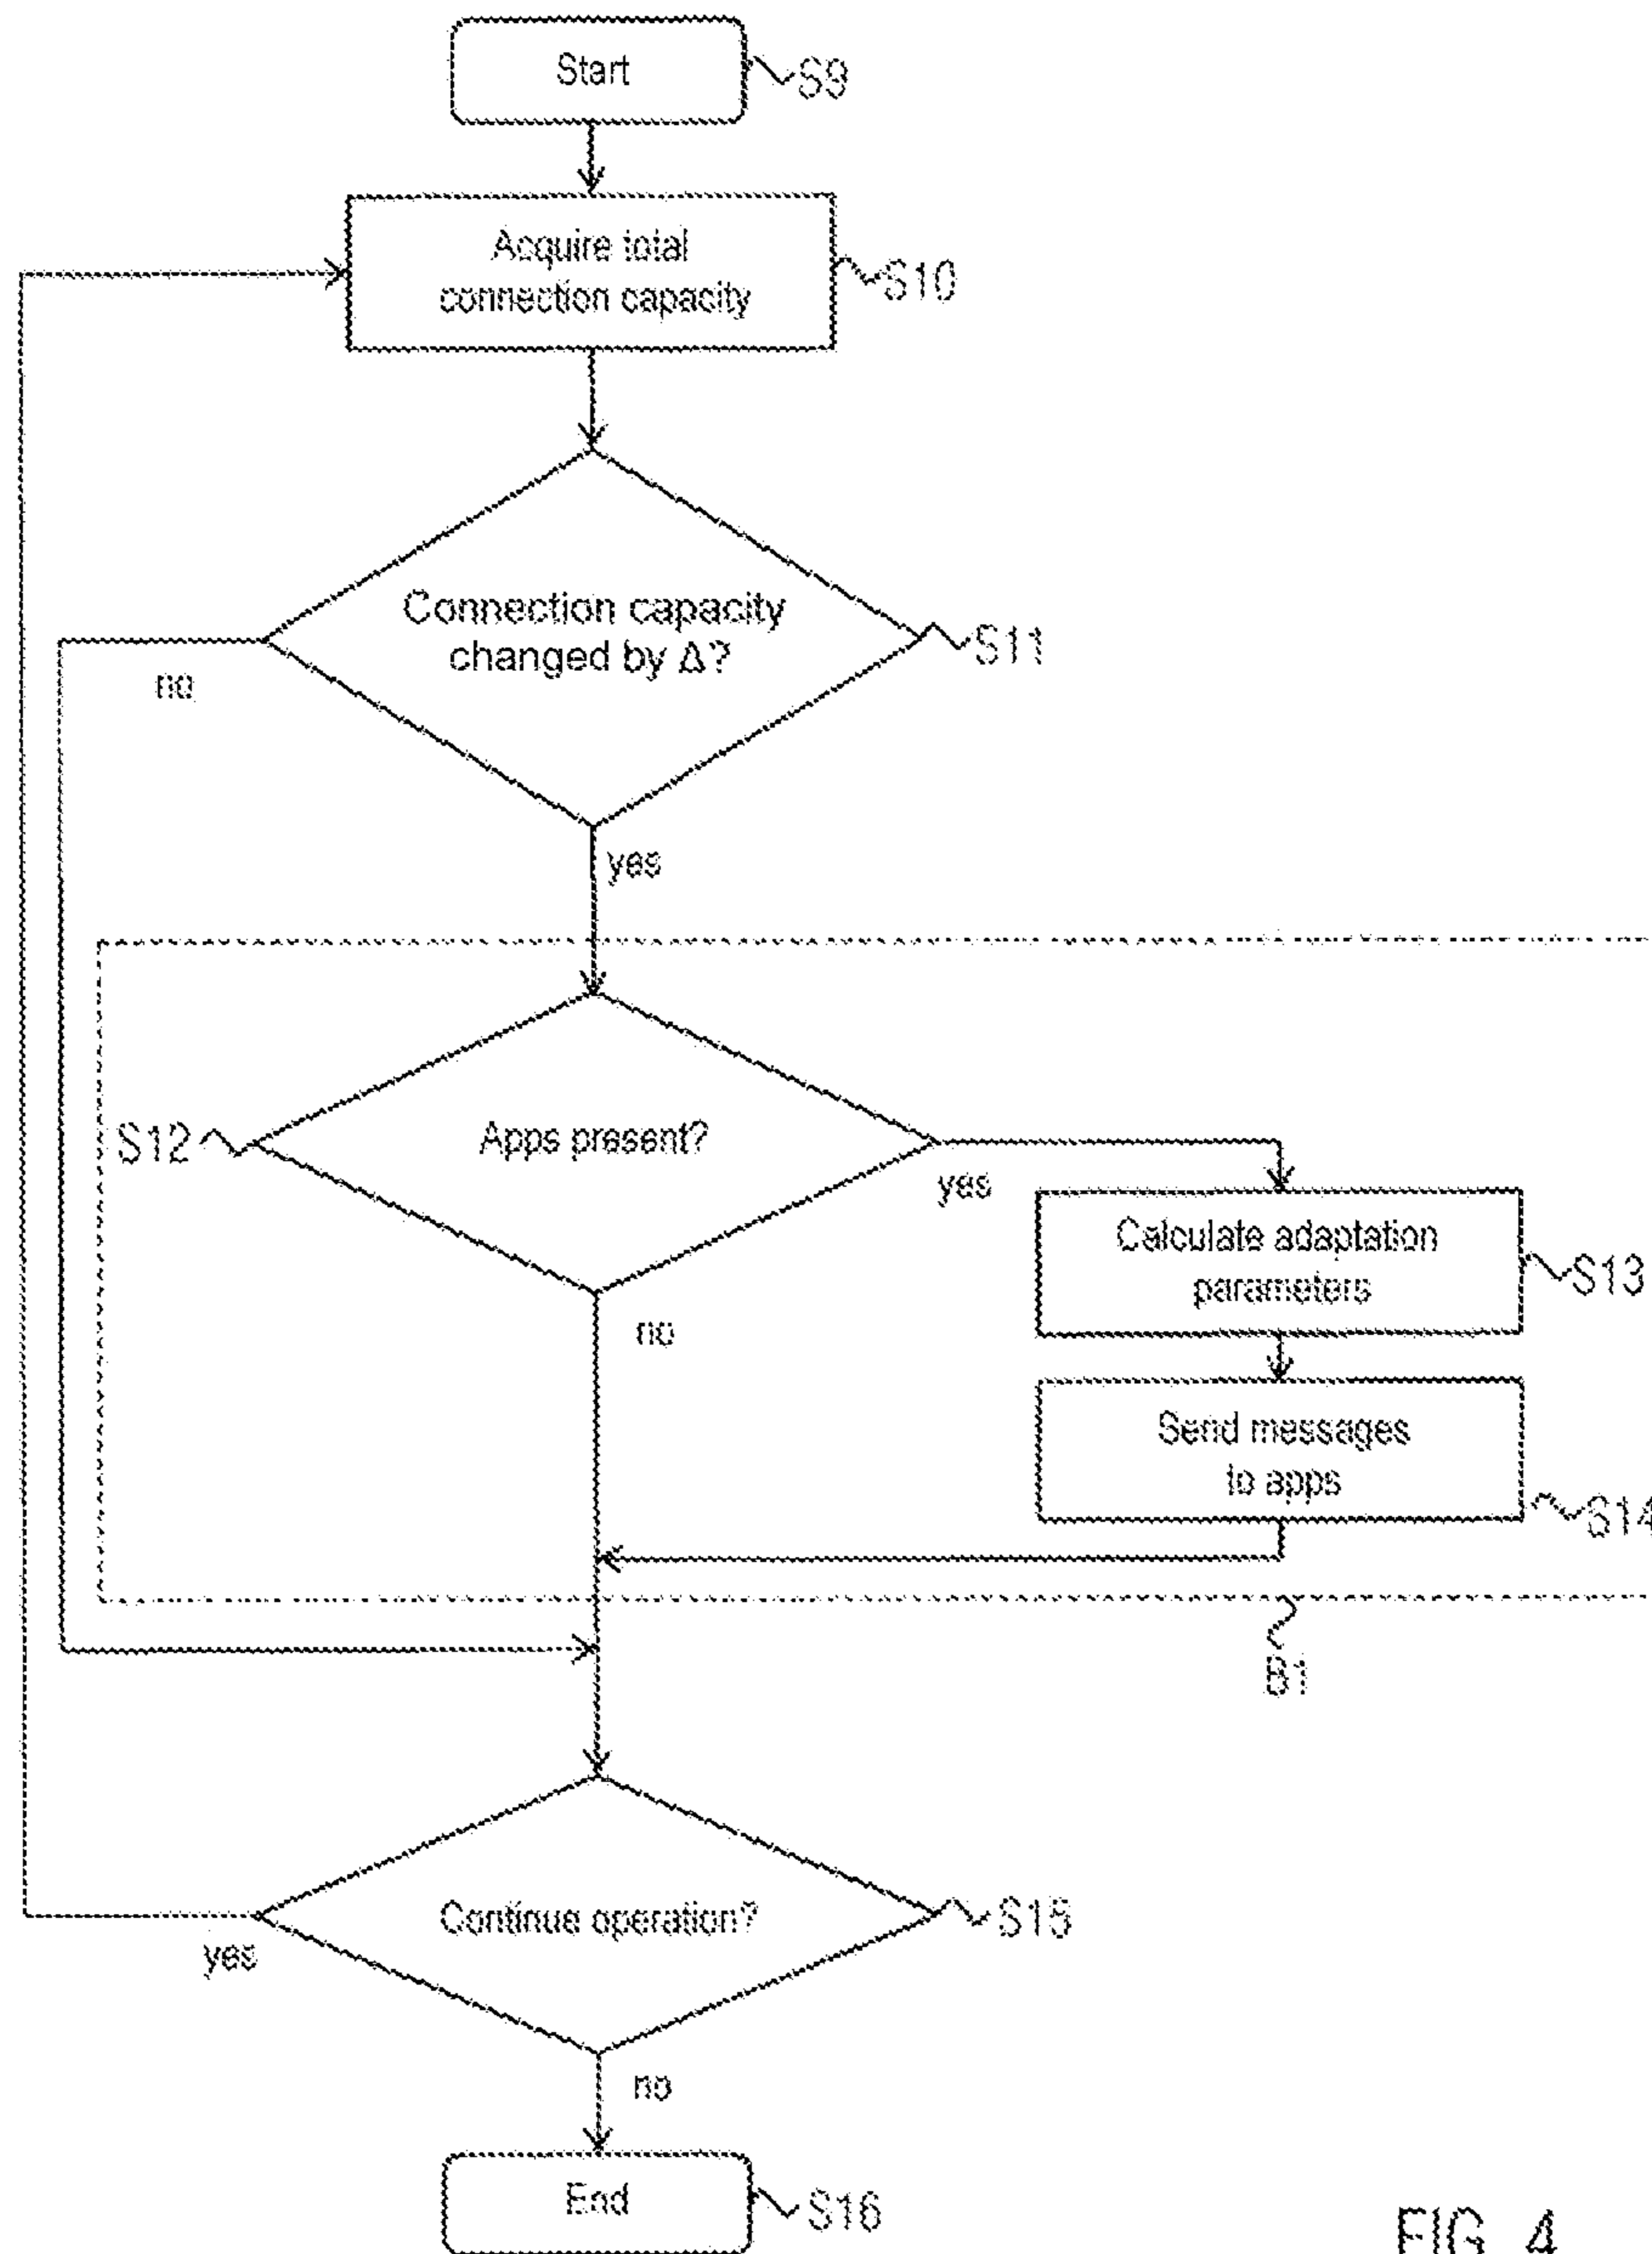 Start
S9
Acquire total
connection capacity
S10
Connection capacity
changed by Δ?
S11
no
yes
Apps present?
S12
yes
Calculate adaptation
parameters
S13
no
Send messages
to apps
S14
B1
Continue operation?
S15
yes
no
End
S16
FIG. 4